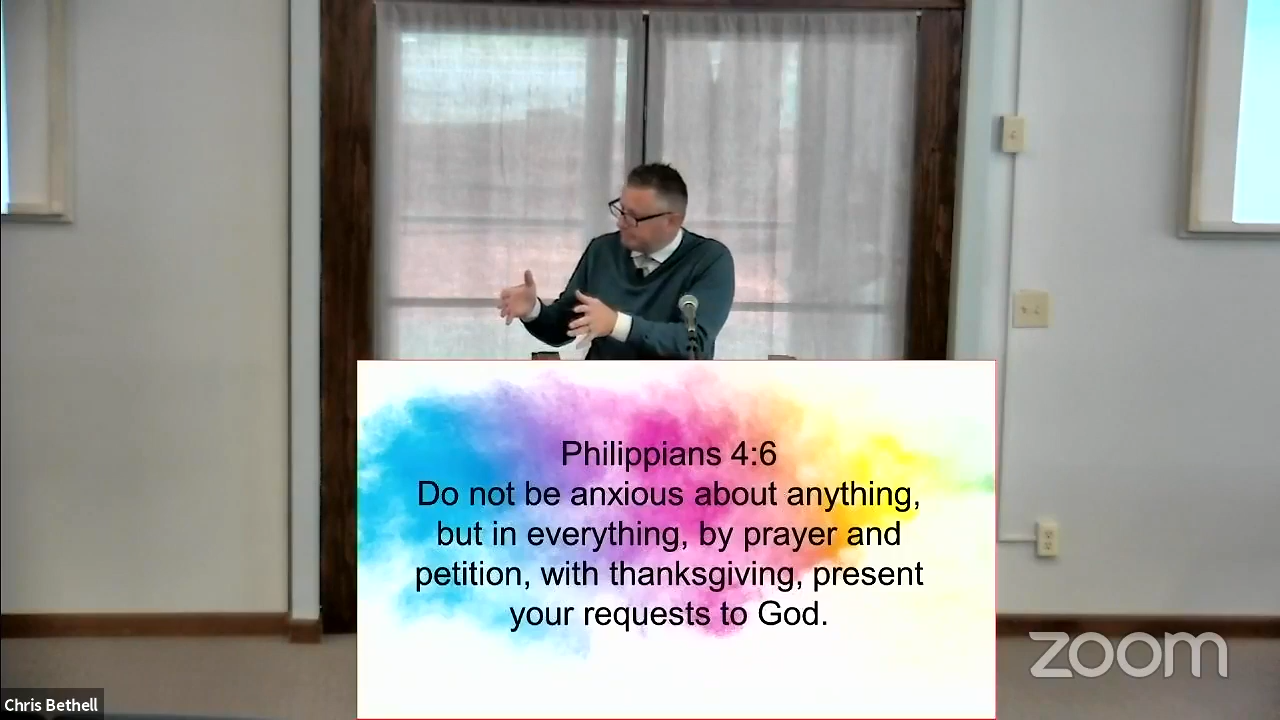 Philippians 4:6
Do not be anxious about anything,
but in everything, by prayer and
petition, with thanksgiving, present
your requests to God.
zoom
Chris Bethell